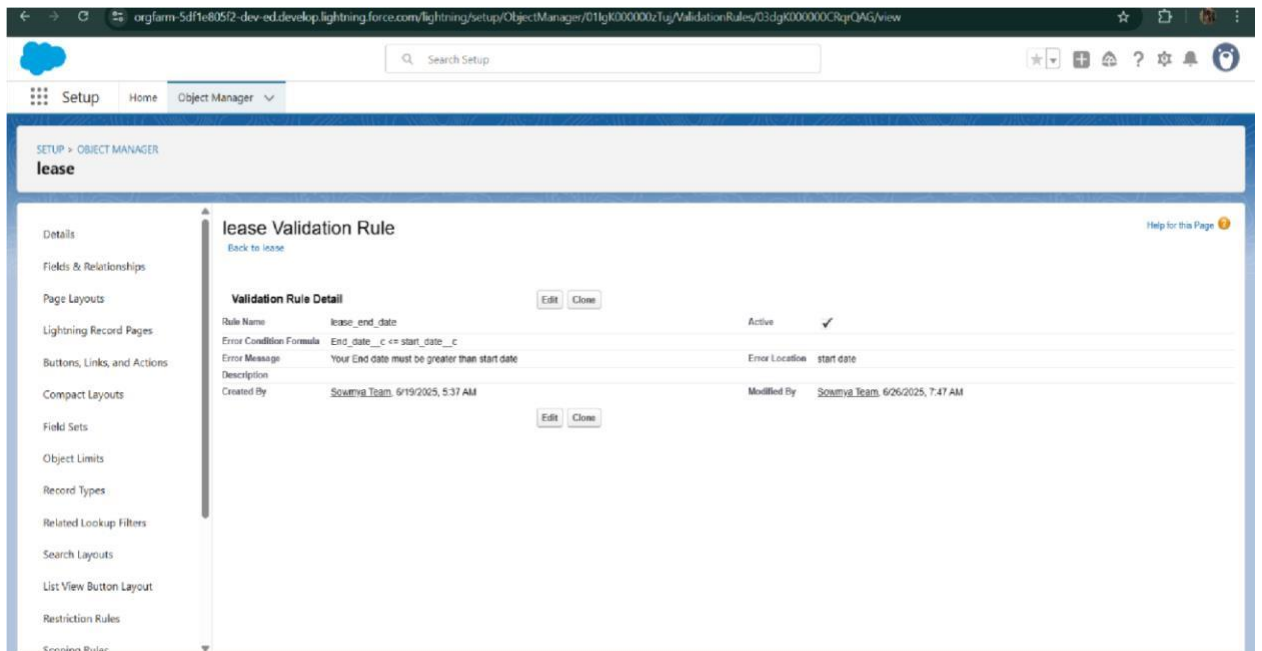 orgfarm-5df1e805f2-dev-ed.develop.lightning.force.com/lightning/setup/ObjectManager/01IgK000000zTuj/ValidationRules/03dgK000000CRqrQAG/view
Search Setup
Setup Home Object Manager
SETUP > OBJECT MANAGER
lease
Details
Fields & Relationships
Page Layouts
Lightning Record Pages
Buttons, Links, and Actions
Compact Layouts
Field Sets
Object Limits
Record Types
Related Lookup Filters
Search Layouts
List View Button Layout
Restriction Rules
Scoping Rules
lease Validation Rule
Back to lease
Help for this Page
Validation Rule Detail
Edit Clone
Rule Name lease_end_date Active
Error Condition Formula End_date__c <= start_date__c
Error Message Your End date must be greater than start date Error Location start date
Description
Created By Sowmya Team, 6/19/2025, 5:37 AM Modified By Sowmya Team, 6/26/2025, 7:47 AM
Edit Clone